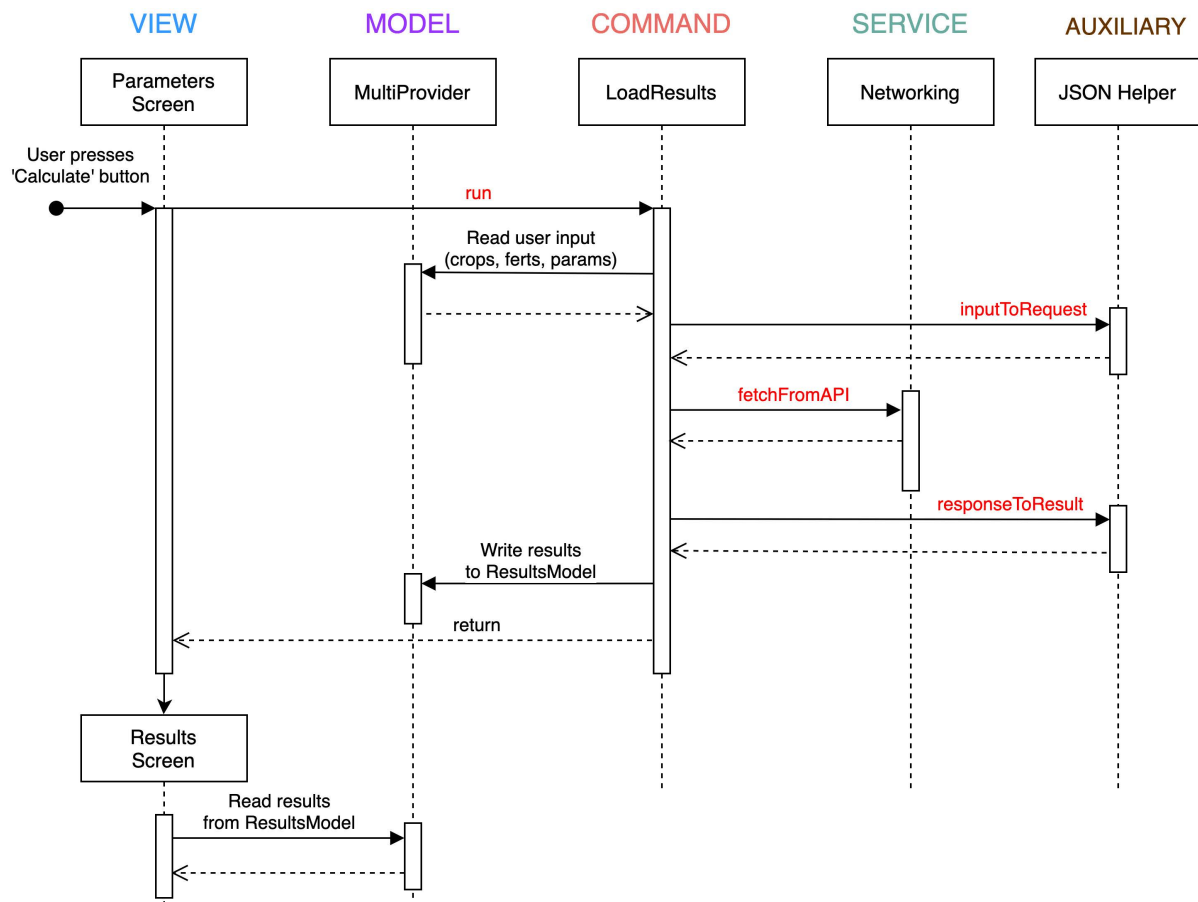 VIEW
MODEL
COMMAND
SERVICE
AUXILIARY
Parameters
Screen
MultiProvider
LoadResults
Networking
JSON Helper
User presses
'Calculate' button
run
Read user input
(crops, ferts, params)
inputToRequest
fetchFromAPI
responseToResult
Write results
to ResultsModel
return
Results
Screen
Read results
from ResultsModel